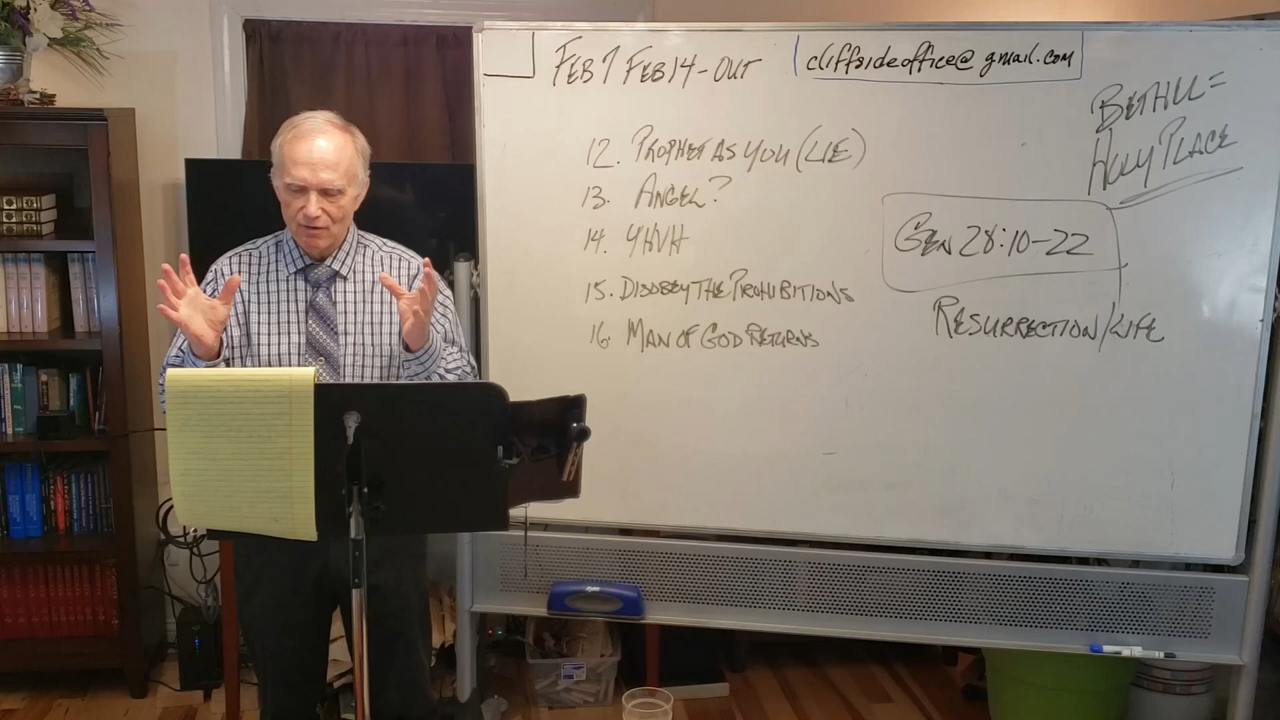 FEB 7 FEB 14 - OUT
cliffsideoffice@gmail.com
BETHEL =
HOLY PLACE
12. PROPHET AS YOU (LIE)
13. ANGEL?
14. YHVH
15. DISOBEY THE PROHIBITIONS
16. MAN OF GOD RETURNS
GEN 28:10-22
RESURRECTION/LIFE